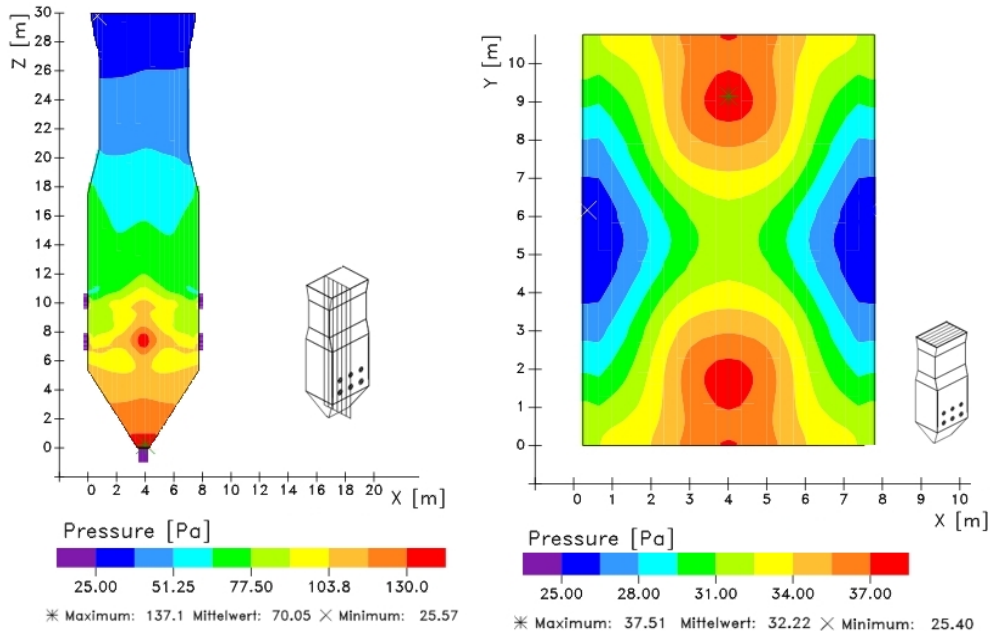 Z [m]
30
28
26
24
22
20
18
16
14
12
10
8
6
4
2
0
0 2 4 6 8 10 12 14 16 18 20
X [m]
Pressure [Pa]
25.00 51.25 77.50 103.8 130.0
Maximum: 137.1 Mittelwert: 70.05 Minimum: 25.57
Y [m]
10
9
8
7
6
5
4
3
2
1
0
0 1 2 3 4 5 6 7 8 9 10
X [m]
Pressure [Pa]
25.00 28.00 31.00 34.00 37.00
Maximum: 37.51 Mittelwert: 32.22 Minimum: 25.40